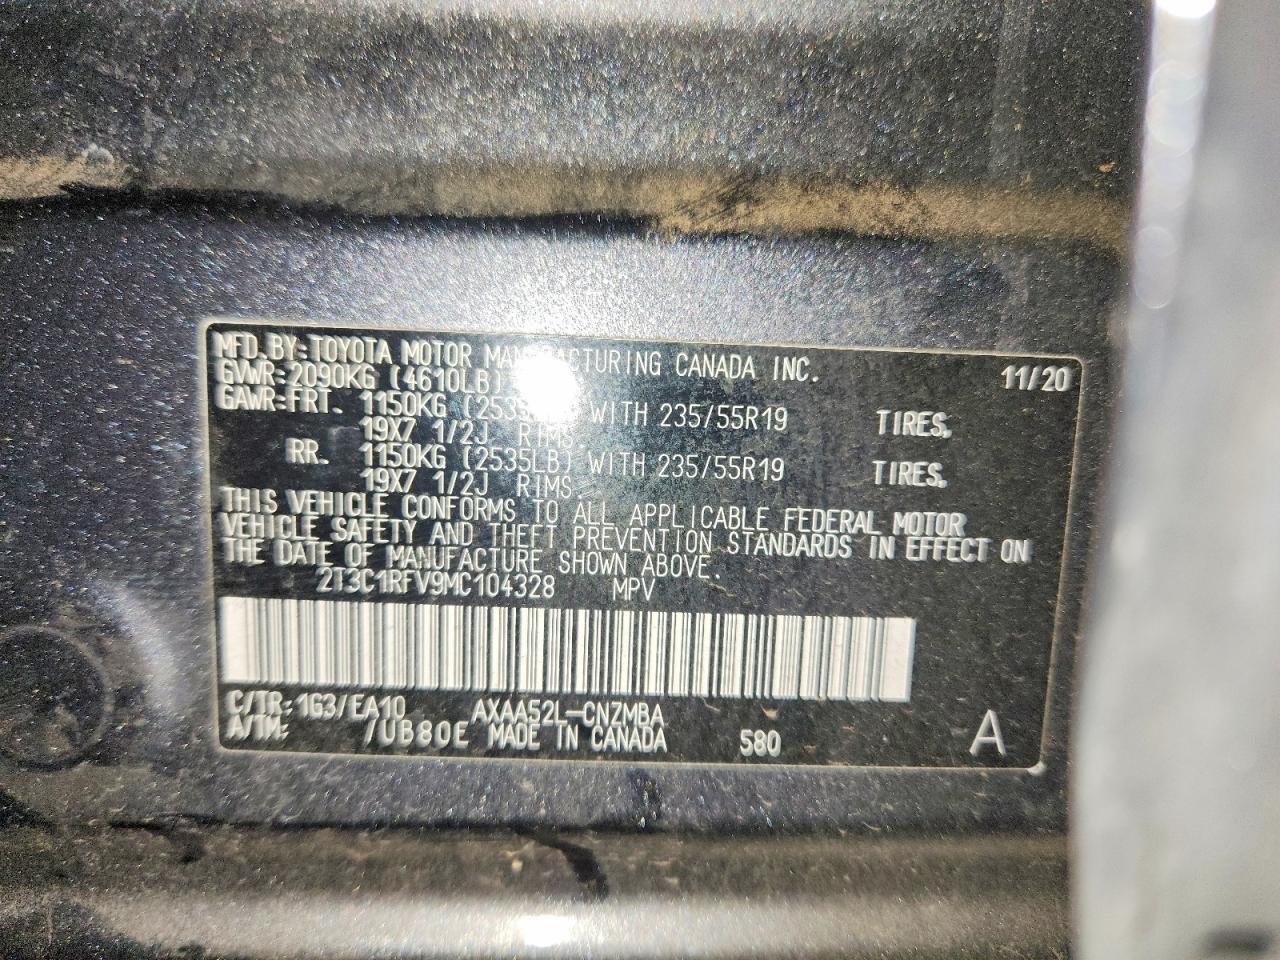 MFD.BY:TOYOTA MOTOR MANUFACTURING CANADA INC. 11/20
GVWR:2090KG (4610LB)
GAWR:FRT. 1150KG (2535LB) WITH 235/55R19 TIRES,
19X7 1/2J RIMS.
RR. 1150KG (2535LB) WITH 235/55R19 TIRES,
19X7 1/2J RIMS.
THIS VEHICLE CONFORMS TO ALL APPLICABLE FEDERAL MOTOR
VEHICLE SAFETY AND THEFT PREVENTION STANDARDS IN EFFECT ON
THE DATE OF MANUFACTURE SHOWN ABOVE.
2T3C1RFV9MC104328 MPV
C/TR:1G3/EA10 AXAA52L-CNZMBA
A/TM: /UB80E MADE IN CANADA 580 A